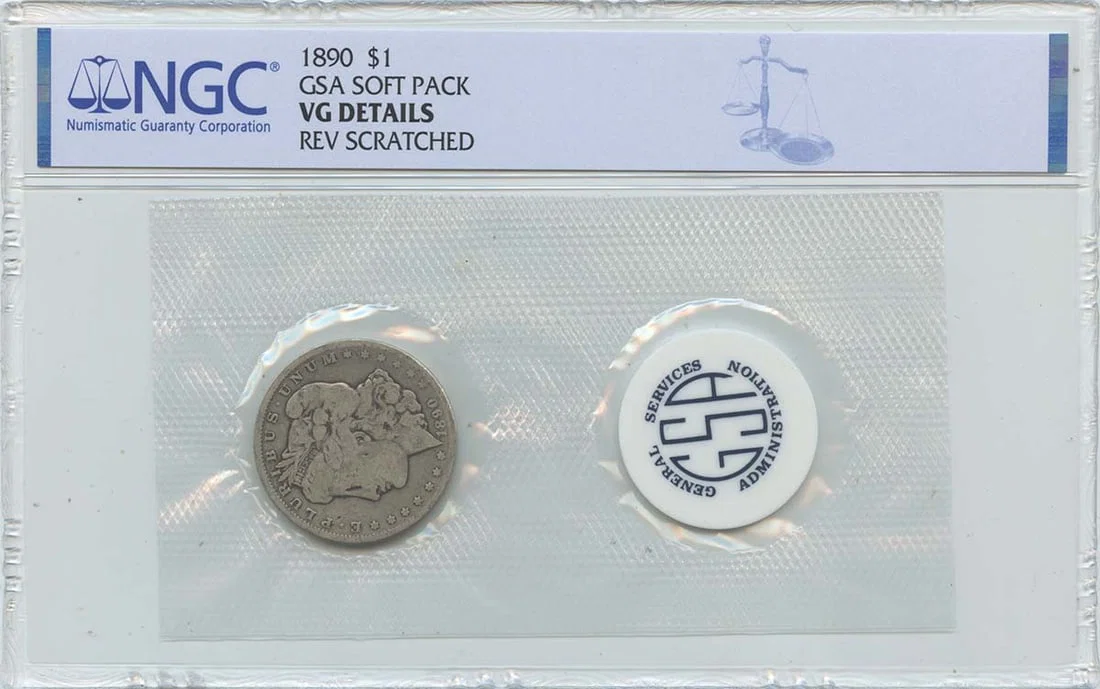 NGC®
Numismatic Guaranty Corporation
1890 $1
GSA SOFT PACK
VG DETAILS
REV SCRATCHED
E·PLURIBUS·UNUM
LIBERTY
1890
GENERAL SERVICES ADMINISTRATION
GSA